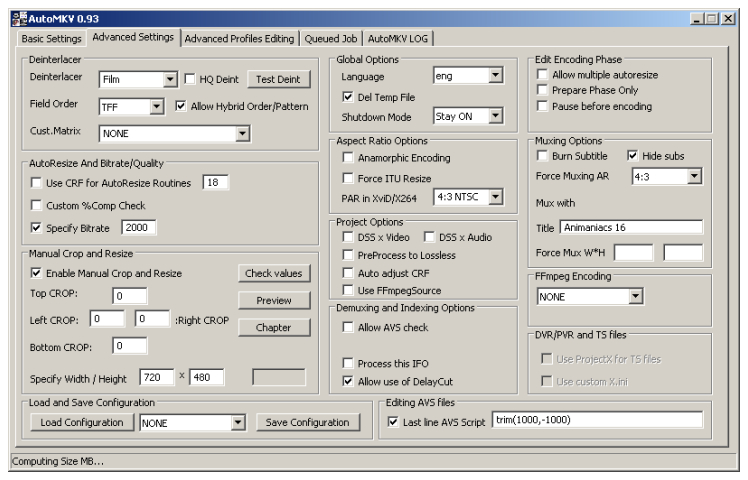 AutoMKV 0.93
Basic Settings Advanced Settings Advanced Profiles Editing Queued Job AutoMKV LOG
Deinterlacer
Deinterlacer Film HQ Deint Test Deint
Field Order TFF Allow Hybrid Order/Pattern
Cust.Matrix NONE
AutoResize And Bitrate/Quality
Use CRF for AutoResize Routines 18
Custom %Comp Check
Specify Bitrate 2000
Manual Crop and Resize
Enable Manual Crop and Resize Check values
Top CROP: 0 Preview
Left CROP: 0 0 :Right CROP Chapter
Bottom CROP: 0
Specify Width / Height 720 x 480
Global Options
Language eng
Del Temp File
Shutdown Mode Stay ON
Aspect Ratio Options
Anamorphic Encoding
Force ITU Resize
PAR in XviD/X264 4:3 NTSC
Project Options
DSS x Video DSS x Audio
PreProcess to Lossless
Auto adjust CRF
Use FFmpegSource
Demuxing and Indexing Options
Allow AVS check
Process this IFO
Allow use of DelayCut
Edit Encoding Phase
Allow multiple autoresize
Prepare Phase Only
Pause before encoding
Muxing Options
Burn Subtitle Hide subs
Force Muxing AR 4:3
Mux with
Title Animaniacs 16
Force Mux W*H
FFmpeg Encoding
NONE
DVR/PVR and TS files
Use ProjectX for TS files
Use custom X.ini
Load and Save Configuration
Load Configuration NONE Save Configuration
Editing AVS files
Last line AVS Script trim(1000,-1000)
Computing Size MB...